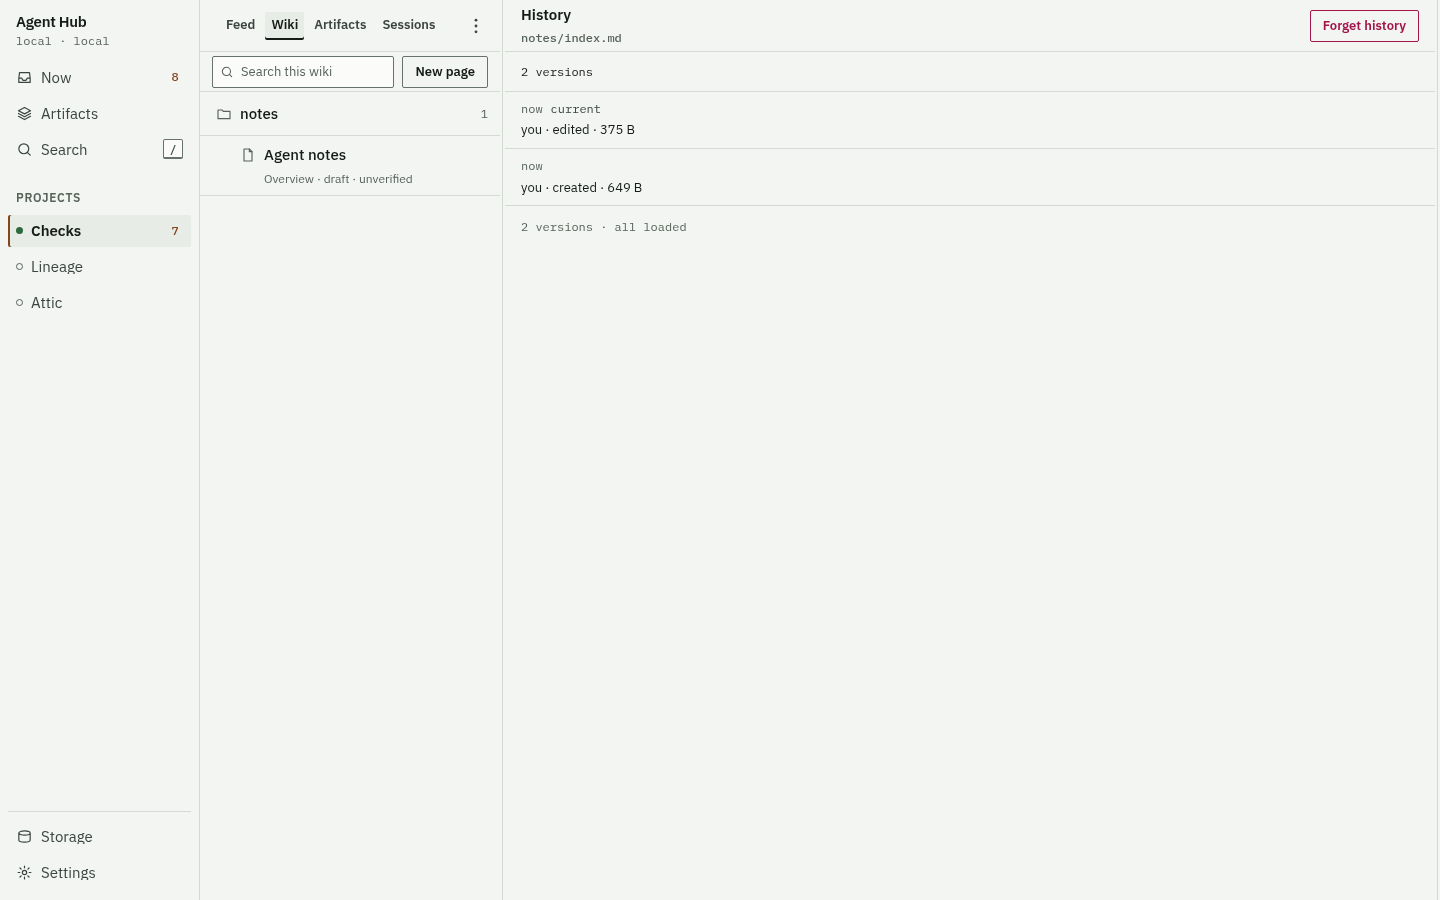 Agent Hub
local · local
Now 8
Artifacts
Search /
PROJECTS
Checks 7
Lineage
Attic
Storage
Settings
Feed Wiki Artifacts Sessions
Search this wiki New page
notes 1
Agent notes
Overview · draft · unverified
History
notes/index.md
Forget history
2 versions
now current
you · edited · 375 B
now
you · created · 649 B
2 versions · all loaded